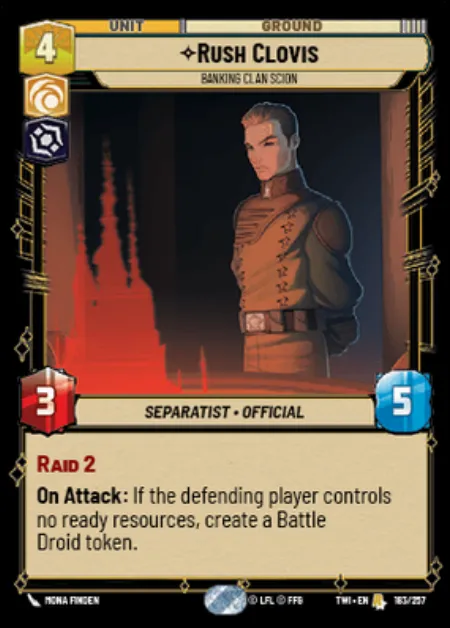 UNIT GROUND
4
RUSH CLOVIS
BANKING CLAN SCION
3
SEPARATIST • OFFICIAL
5
RAID 2
On Attack: If the defending player controls
no ready resources, create a Battle
Droid token.
MONA FINDEN © LFL © FFG TWI • EN 163/257